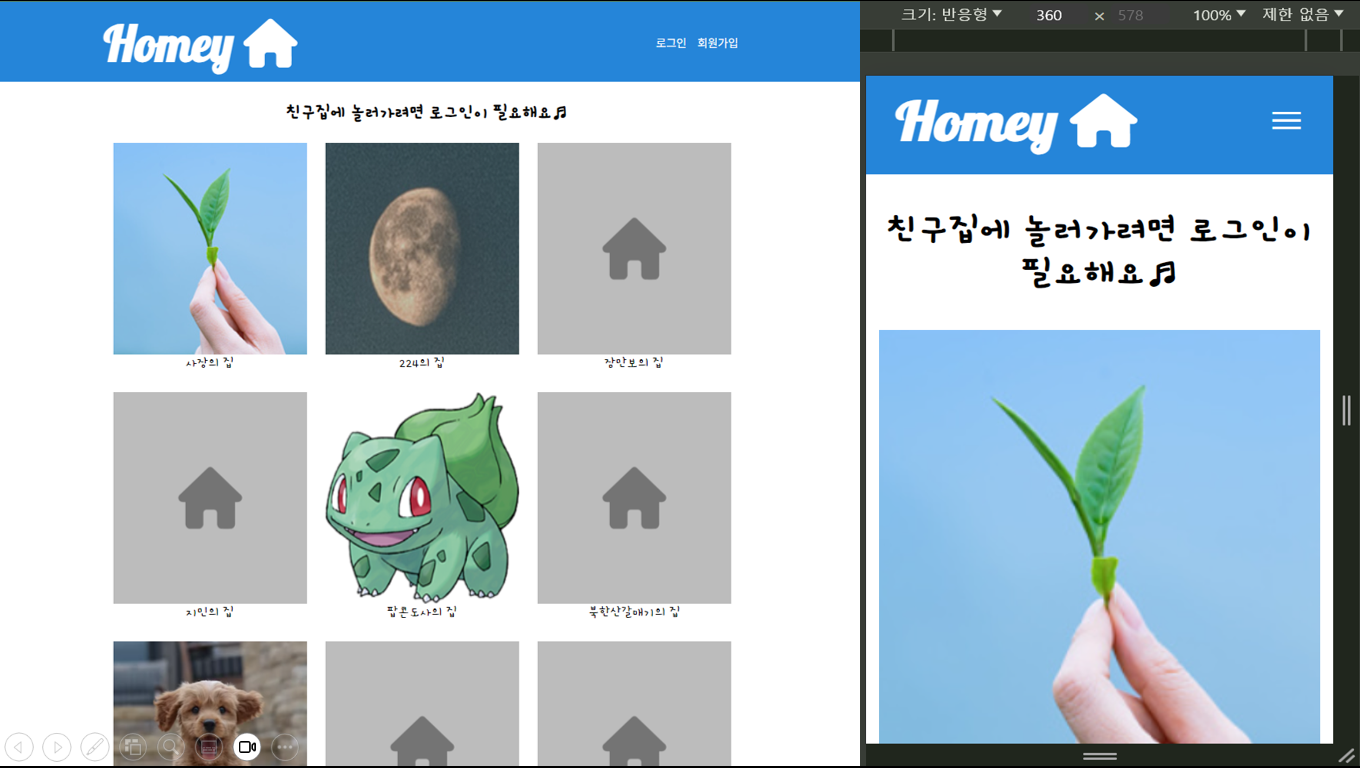 Homey
로그인 회원가입
친구집에 놀러가려면 로그인이 필요해요♫
사장의 집
224의 집
장만보의 집
지민의 집
팝콘도사의 집
북한산갈매기의 집
크기: 반응형 360 × 578 100% 제한 없음
Homey
친구집에 놀러가려면 로그인이
필요해요♫